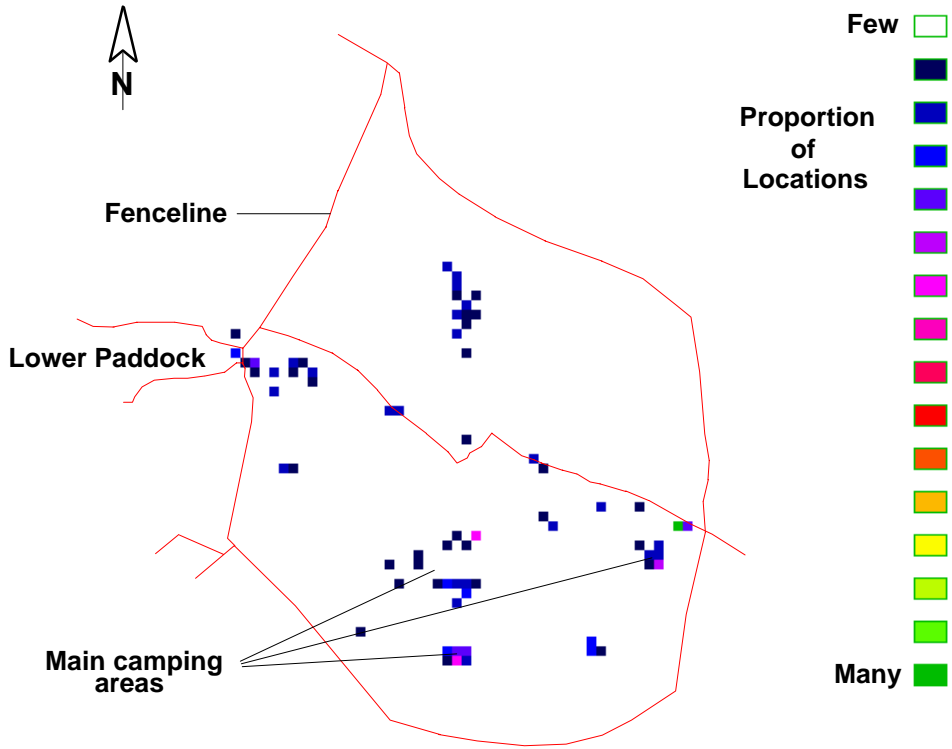 Few
N
Proportion
of
Locations
Fenceline
Lower Paddock
Main camping
areas
Many